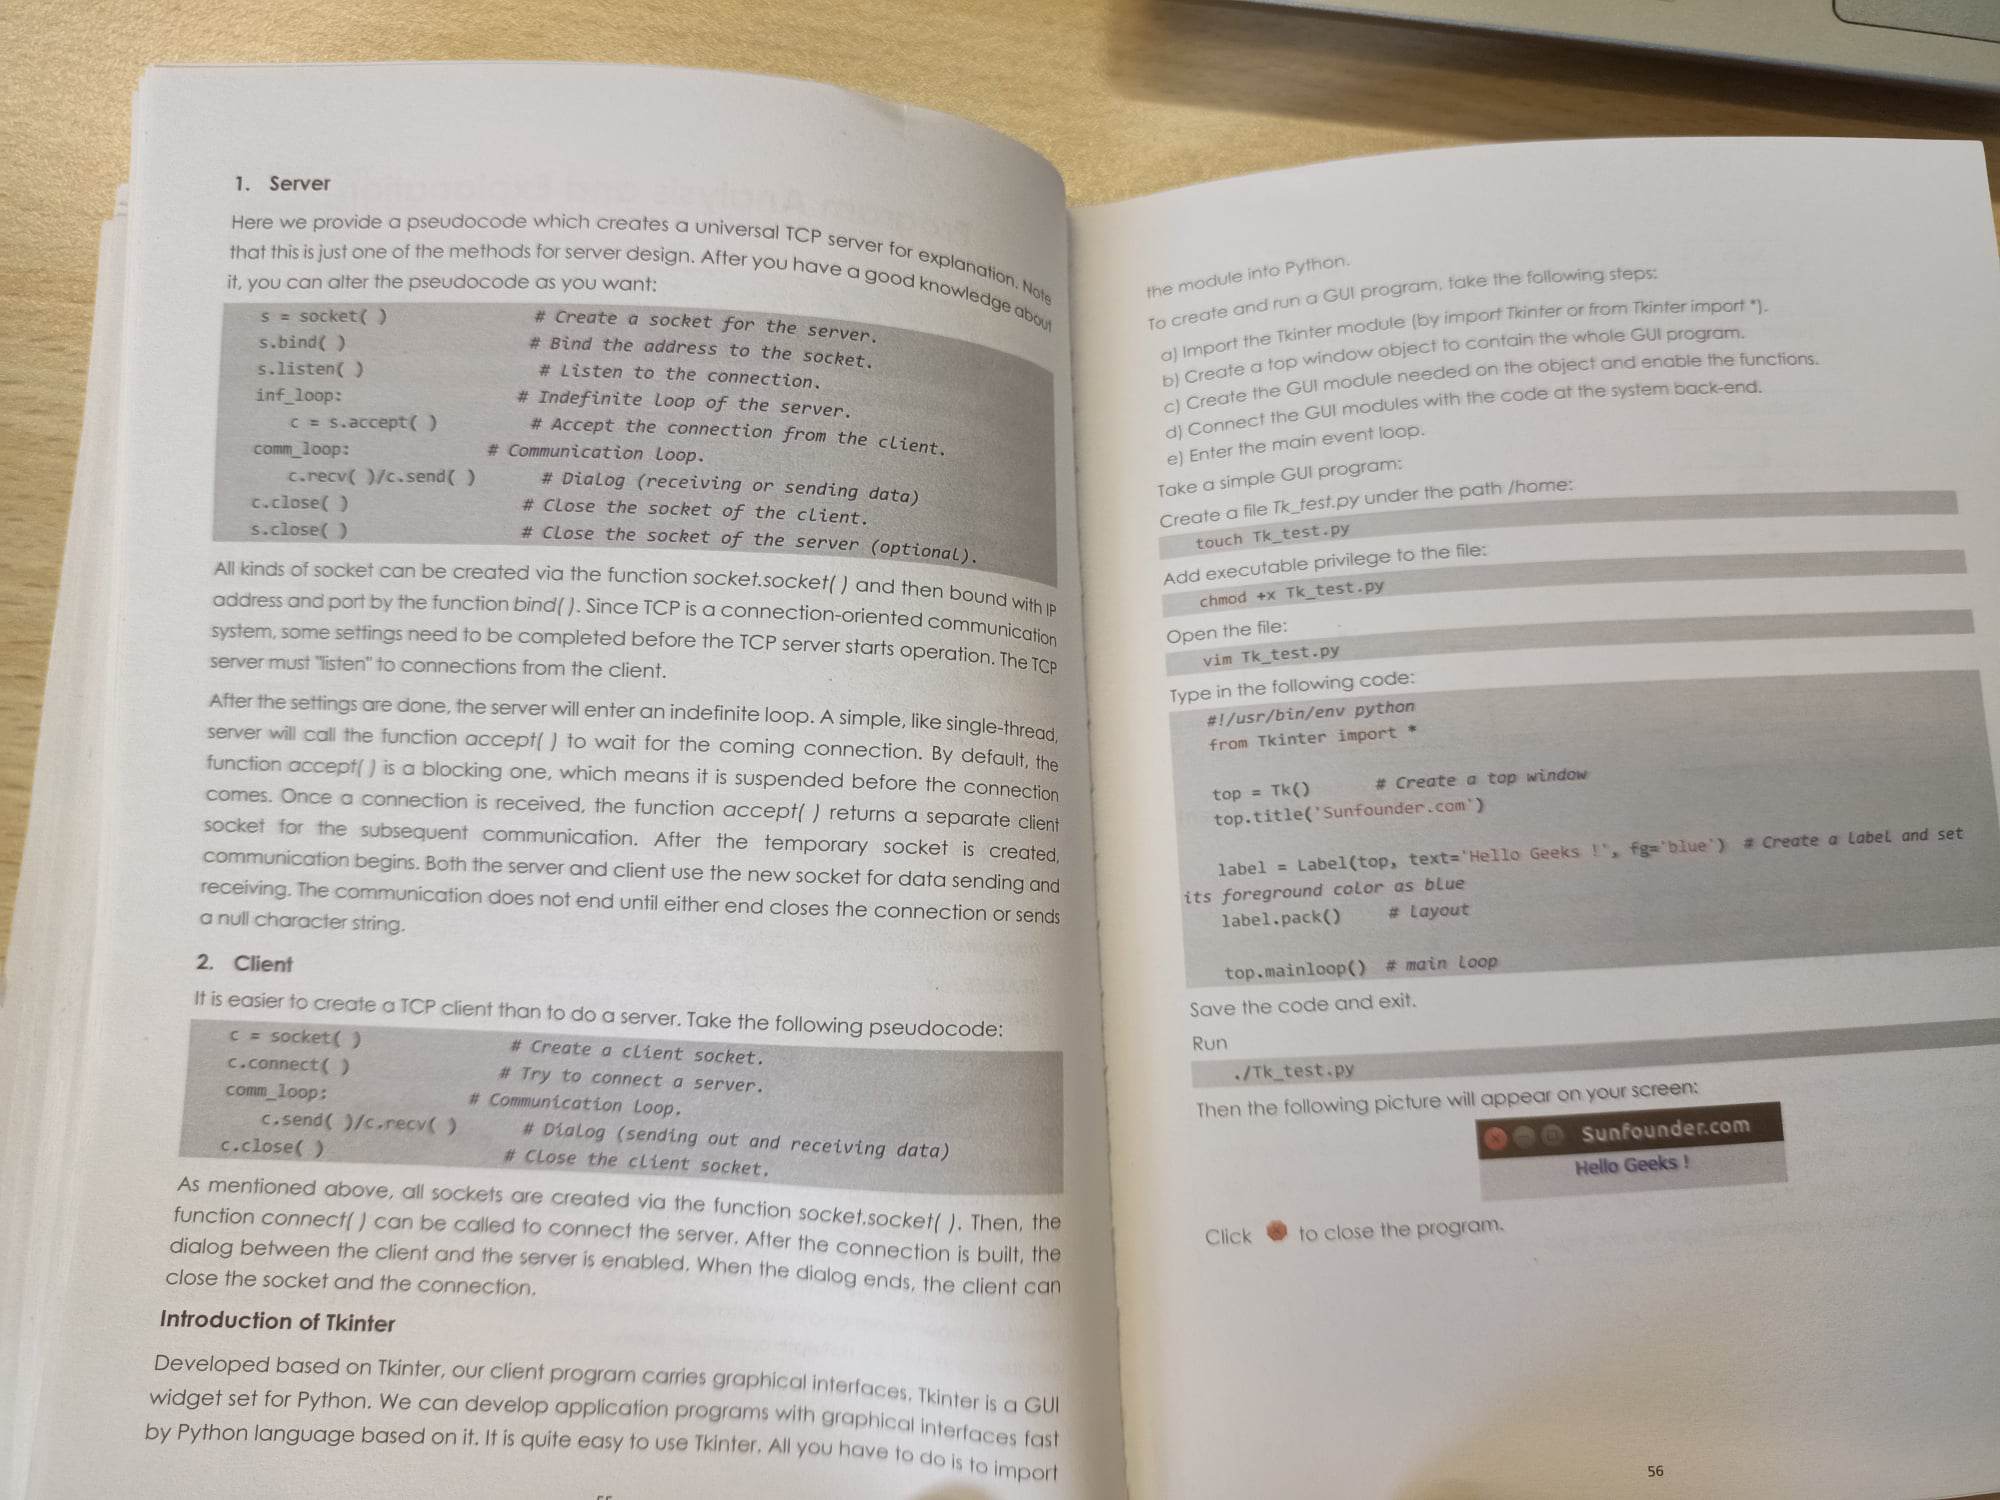 1. Server
Here we provide a pseudocode which creates a universal TCP server for explanation. Note
that this is just one of the methods for server design. After you have a good knowledge about
it, you can alter the pseudocode as you want:
s = socket( ) # Create a socket for the server.
s.bind( ) # Bind the address to the socket.
s.listen( ) # Listen to the connection.
inf_loop: # Indefinite loop of the server.
c = s.accept( ) # Accept the connection from the client.
comm_loop: # Communication loop.
c.recv( )/c.send( ) # Dialog (receiving or sending data)
c.close( ) # Close the socket of the client.
s.close( ) # Close the socket of the server (optional).
All kinds of socket can be created via the function socket.socket( ) and then bound with IP
address and port by the function bind( ). Since TCP is a connection-oriented communication
system, some settings need to be completed before the TCP server starts operation. The TCP
server must "listen" to connections from the client.
After the settings are done, the server will enter an indefinite loop. A simple, like single-thread,
server will call the function accept( ) to wait for the coming connection. By default, the
function accept( ) is a blocking one, which means it is suspended before the connection
comes. Once a connection is received, the function accept( ) returns a separate client
socket for the subsequent communication. After the temporary socket is created,
communication begins. Both the server and client use the new socket for data sending and
receiving. The communication does not end until either end closes the connection or sends
a null character string.
2. Client
It is easier to create a TCP client than to do a server. Take the following pseudocode:
c = socket( ) # Create a client socket.
c.connect( ) # Try to connect a server.
comm_loop: # Communication loop.
c.send( )/c.recv( ) # Dialog (sending out and receiving data)
c.close( ) # Close the client socket.
As mentioned above, all sockets are created via the function socket.socket( ). Then, the
function connect( ) can be called to connect the server. After the connection is built, the
dialog between the client and the server is enabled. When the dialog ends, the client can
close the socket and the connection.
Introduction of Tkinter
Developed based on Tkinter, our client program carries graphical interfaces. Tkinter is a GUI
widget set for Python. We can develop application programs with graphical interfaces fast
by Python language based on it. It is quite easy to use Tkinter. All you have to do is to import
the module into Python.
To create and run a GUI program, take the following steps:
a) Import the Tkinter module (by import Tkinter or from Tkinter import *).
b) Create a top window object to contain the whole GUI program.
c) Create the GUI module needed on the object and enable the functions.
d) Connect the GUI modules with the code at the system back-end.
e) Enter the main event loop.
Take a simple GUI program:
Create a file Tk_test.py under the path /home:
touch Tk_test.py
Add executable privilege to the file:
chmod +x Tk_test.py
Open the file:
vim Tk_test.py
Type in the following code:
#!/usr/bin/env python
from Tkinter import *
top = Tk() # Create a top window
top.title('Sunfounder.com')
label = Label(top, text='Hello Geeks !', fg='blue') # Create a label and set
its foreground color as blue
label.pack() # layout
top.mainloop() # main loop
Save the code and exit.
Run
./Tk_test.py
Then the following picture will appear on your screen:
Sunfounder.com
Hello Geeks !
Click to close the program.
56